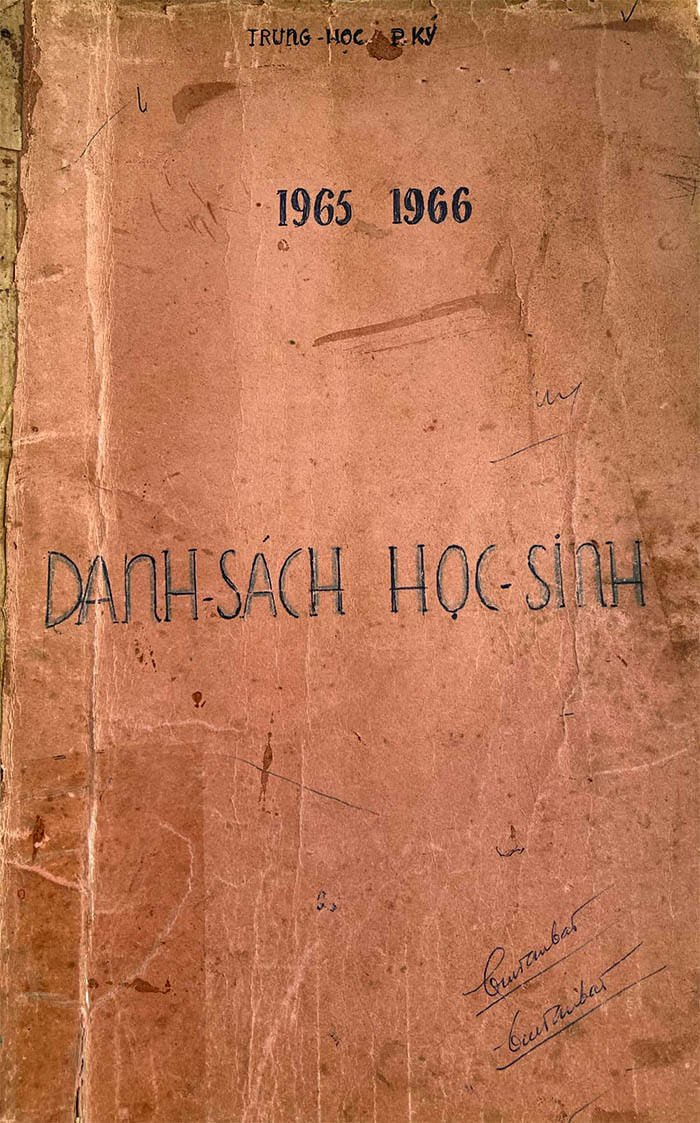 TRUNG-HỌC P.KÝ
1965 1966
DANH-SÁCH HỌC-SINH